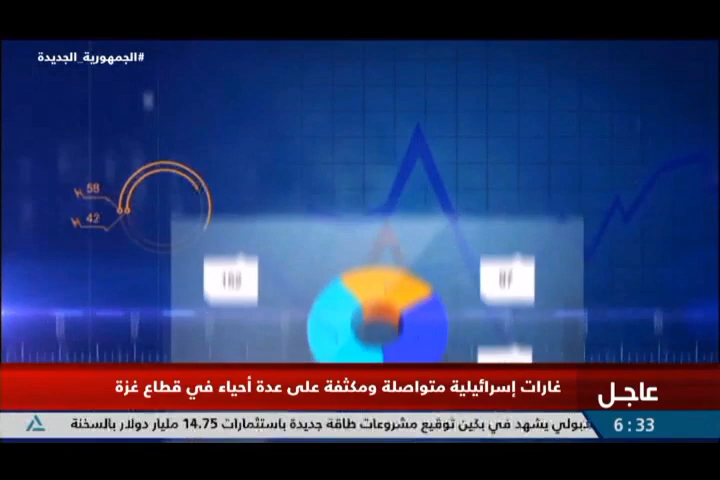 #الجمهورية_الجديدة
58
42
غارات إسرائيلية متواصلة ومكثفة على عدة أحياء في قطاع غزة
عاجل
يشهد في بكين توقيع مشروعات طاقة جديدة باستثمارات 14.75 مليار دولار بالسخنة
6:33